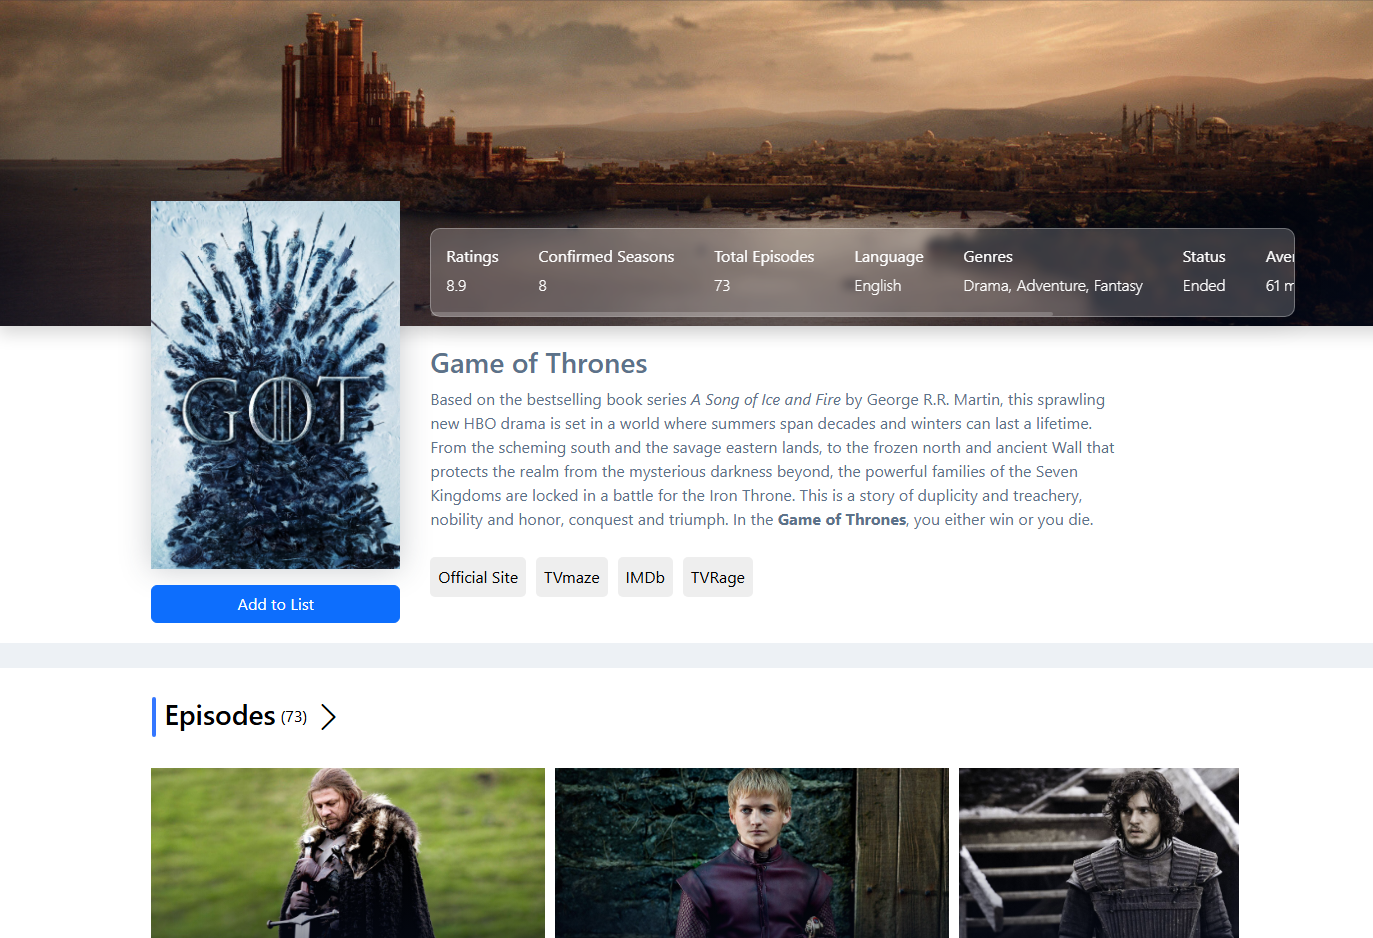 Ratings Confirmed Seasons Total Episodes Language Genres Status Aver
8.9 8 73 English Drama, Adventure, Fantasy Ended 61 m
GOT
Game of Thrones
Based on the bestselling book series A Song of Ice and Fire by George R.R. Martin, this sprawling
new HBO drama is set in a world where summers span decades and winters can last a lifetime.
From the scheming south and the savage eastern lands, to the frozen north and ancient Wall that
protects the realm from the mysterious darkness beyond, the powerful families of the Seven
Kingdoms are locked in a battle for the Iron Throne. This is a story of duplicity and treachery,
nobility and honor, conquest and triumph. In the Game of Thrones, you either win or you die.
Official Site TVmaze IMDb TVRage
Add to List
Episodes (73)